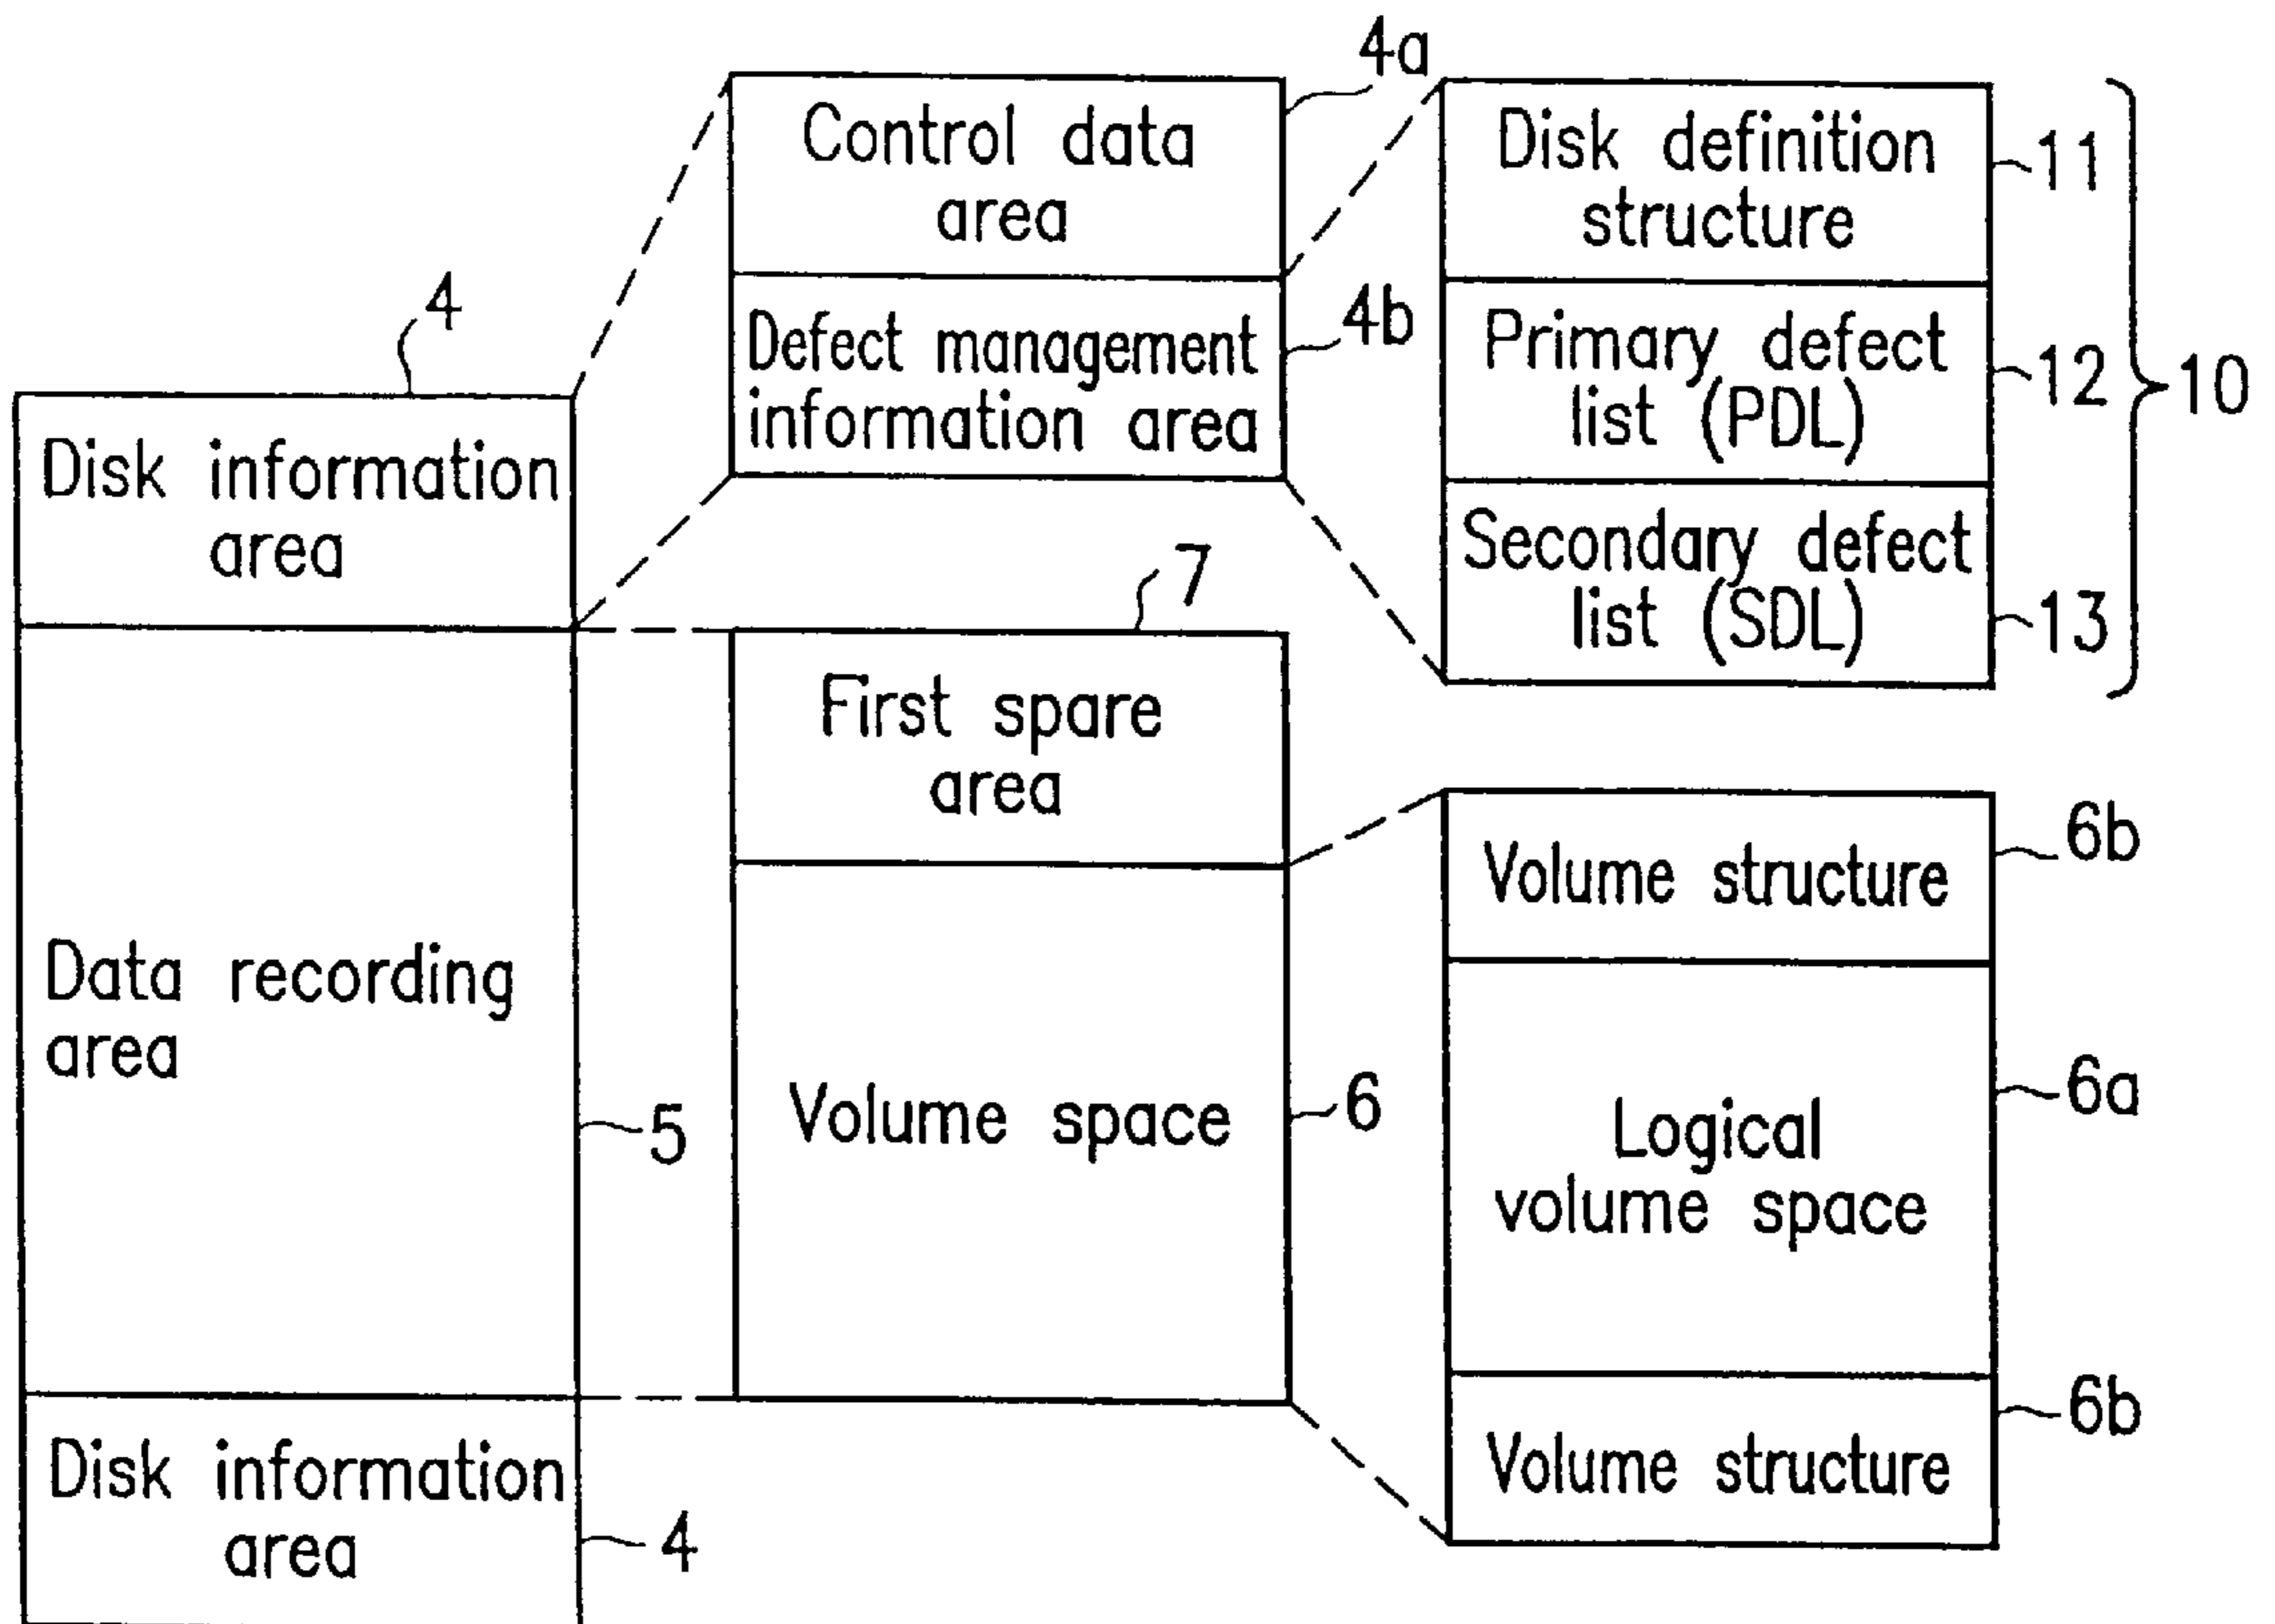 4
Disk information
area
Data recording
area
5
Disk information
area
4
Control data
area
4a
Defect management
information area
4b
7
First spare
area
Volume space
6
Disk definition
structure
11
Primary defect
list (PDL)
12
Secondary defect
list (SDL)
13
10
Volume structure
6b
Logical
volume space
6a
Volume structure
6b